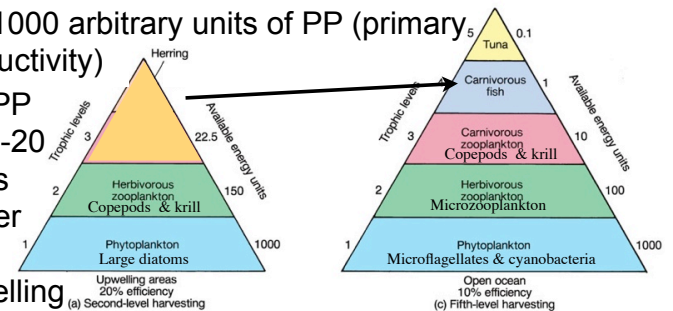 1000 arbitrary units of PP (primary
uctivity)
PP
-20
s
er
elling
Herring
Trophic levels
Available energy units
3
22.5
2
Herbivorous
zooplankton
Copepods & krill
150
1
Phytoplankton
Large diatoms
1000
Upwelling areas
20% efficiency
(a) Second-level harvesting
5
Tuna
0.1
Carnivorous
fish
1
Trophic levels
Available energy units
3
Carnivorous
zooplankton
Copepods & krill
10
2
Herbivorous
zooplankton
Microzooplankton
100
1
Phytoplankton
Microflagellates & cyanobacteria
1000
Open ocean
10% efficiency
(c) Fifth-level harvesting